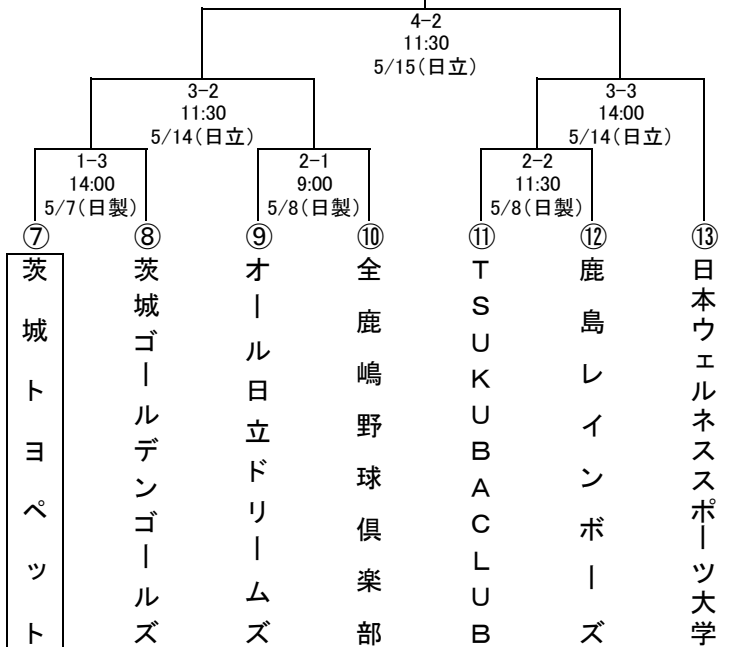 4-2
11:30
5/15(日立)
3-2
11:30
5/14(日立)
3-3
14:00
5/14(日立)
1-3
14:00
5/7(日製)
2-1
9:00
5/8(日製)
2-2
11:30
5/8(日製)
⑦
⑧
⑨
⑩
⑪
⑫
⑬
茨城トヨペット
茨城ゴールデンゴールズ
オール日立ドリームズ
全鹿嶋野球倶楽部
TSUKUBACLUB
鹿島レインボーズ
日本ウェルネススポーツ大学